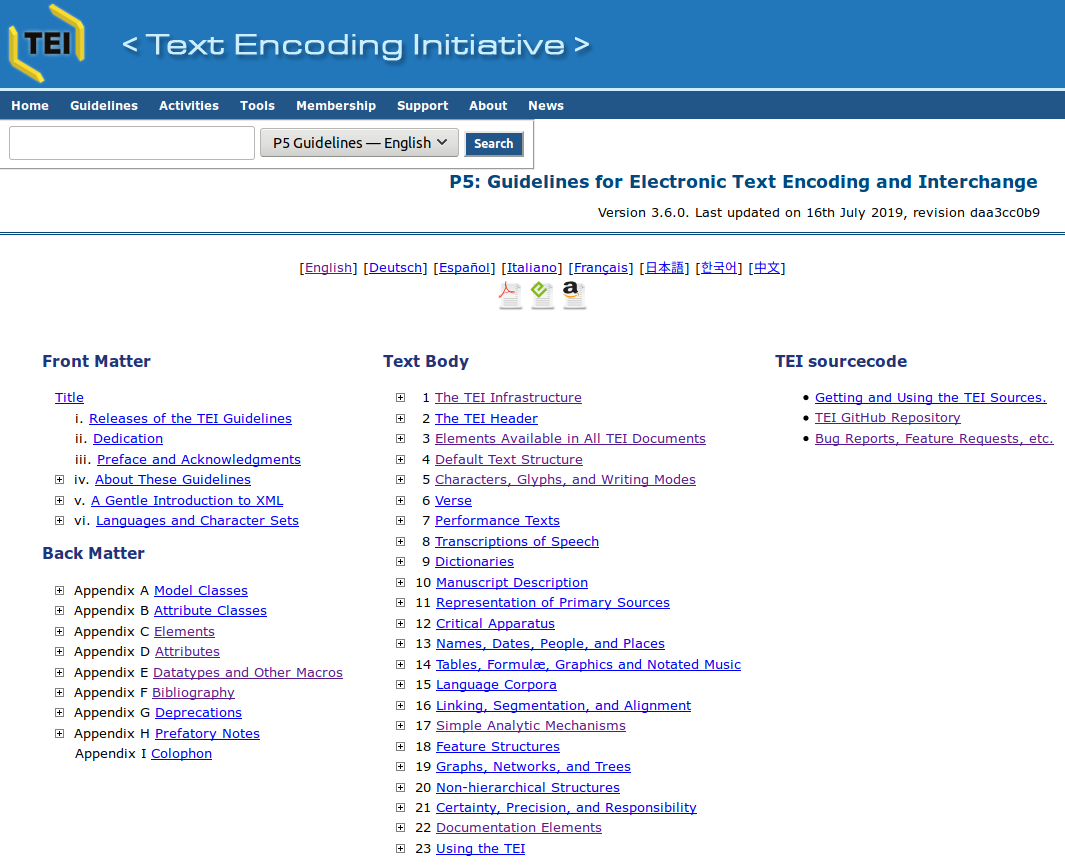 TEI < Text Encoding Initiative >
Home Guidelines Activities Tools Membership Support About News
P5 Guidelines — English Search
P5: Guidelines for Electronic Text Encoding and Interchange
Version 3.6.0. Last updated on 16th July 2019, revision daa3cc0b9
[English] [Deutsch] [Español] [Italiano] [Français] [日本語] [한국어] [中文]
Front Matter
Title
i. Releases of the TEI Guidelines
ii. Dedication
iii. Preface and Acknowledgments
iv. About These Guidelines
v. A Gentle Introduction to XML
vi. Languages and Character Sets
Back Matter
Appendix A Model Classes
Appendix B Attribute Classes
Appendix C Elements
Appendix D Attributes
Appendix E Datatypes and Other Macros
Appendix F Bibliography
Appendix G Deprecations
Appendix H Prefatory Notes
Appendix I Colophon
Text Body
1 The TEI Infrastructure
2 The TEI Header
3 Elements Available in All TEI Documents
4 Default Text Structure
5 Characters, Glyphs, and Writing Modes
6 Verse
7 Performance Texts
8 Transcriptions of Speech
9 Dictionaries
10 Manuscript Description
11 Representation of Primary Sources
12 Critical Apparatus
13 Names, Dates, People, and Places
14 Tables, Formulæ, Graphics and Notated Music
15 Language Corpora
16 Linking, Segmentation, and Alignment
17 Simple Analytic Mechanisms
18 Feature Structures
19 Graphs, Networks, and Trees
20 Non-hierarchical Structures
21 Certainty, Precision, and Responsibility
22 Documentation Elements
23 Using the TEI
TEI sourcecode
• Getting and Using the TEI Sources.
• TEI GitHub Repository
• Bug Reports, Feature Requests, etc.